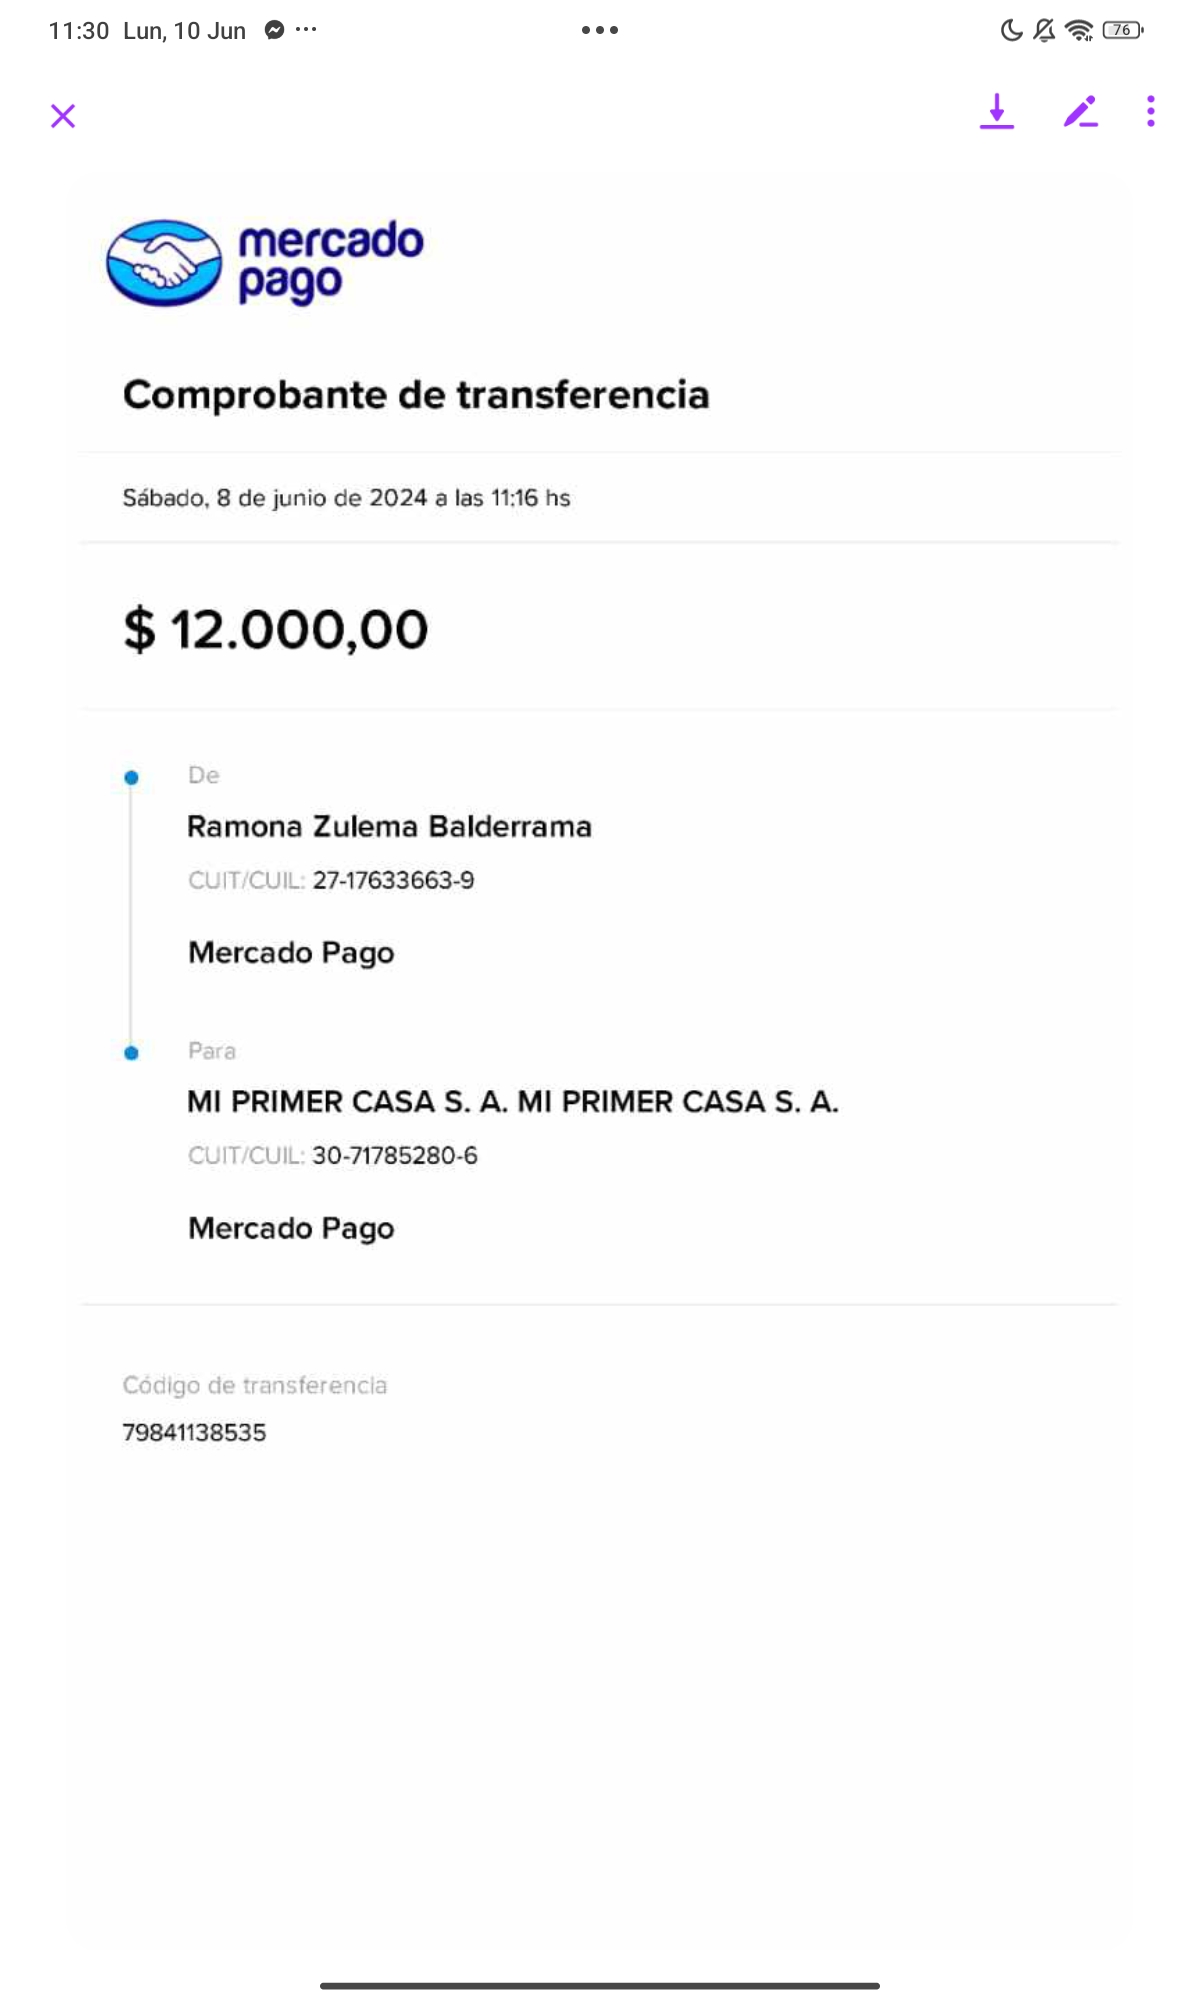 11:30 Lun, 10 Jun
76
mercado
pago
Comprobante de transferencia
Sábado, 8 de junio de 2024 a las 11:16 hs
$ 12.000,00
De
Ramona Zulema Balderrama
CUIT/CUIL: 27-17633663-9
Mercado Pago
Para
MI PRIMER CASA S. A. MI PRIMER CASA S. A.
CUIT/CUIL: 30-71785280-6
Mercado Pago
Código de transferencia
79841138535